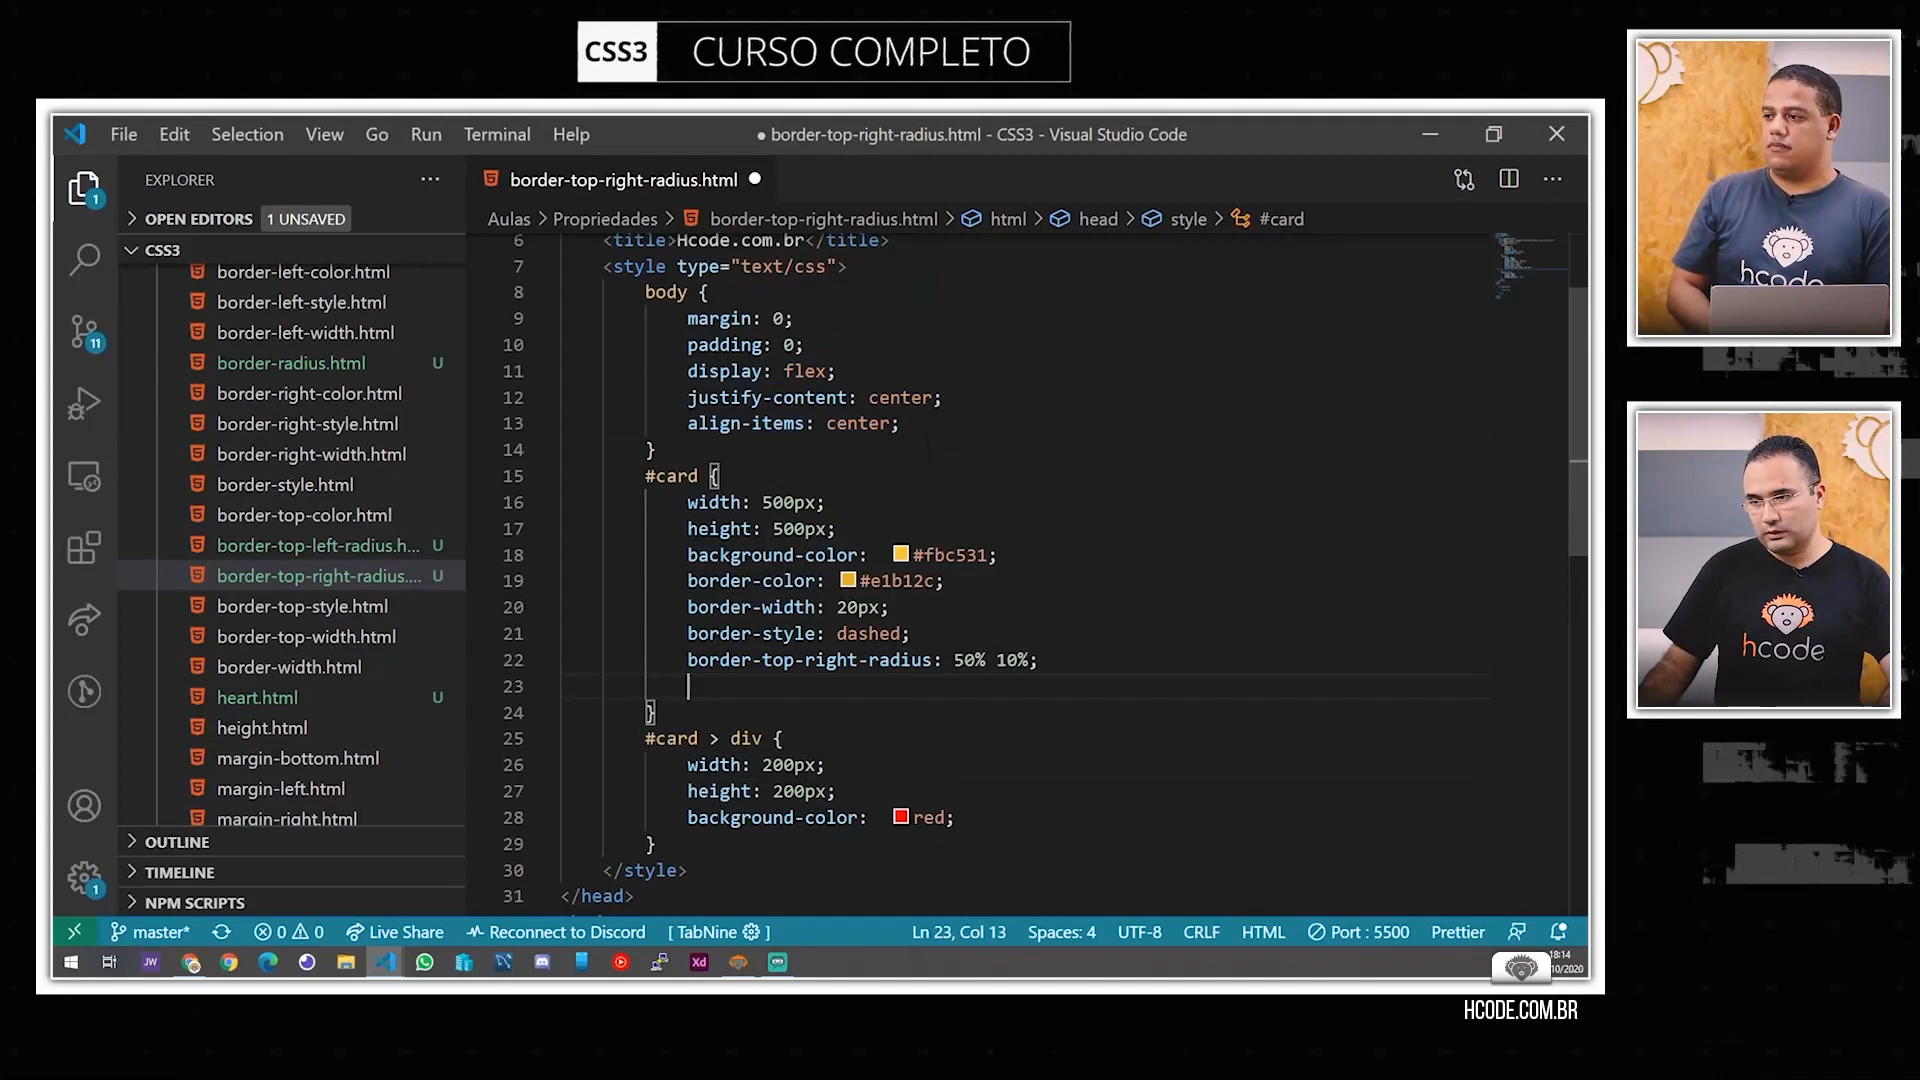 CSS3 CURSO COMPLETO
File Edit Selection View Go Run Terminal Help
● border-top-right-radius.html - CSS3 - Visual Studio Code
EXPLORER
OPEN EDITORS 1 UNSAVED
CSS3
border-left-color.html
border-left-style.html
border-left-width.html
border-radius.html U
border-right-color.html
border-right-style.html
border-right-width.html
border-style.html
border-top-color.html
border-top-left-radius.h... U
border-top-right-radius.... U
border-top-style.html
border-top-width.html
border-width.html
heart.html U
height.html
margin-bottom.html
margin-left.html
margin-right.html
OUTLINE
TIMELINE
NPM SCRIPTS
1
11
1
border-top-right-radius.html
Aulas > Propriedades > border-top-right-radius.html > html > head > style > #card
6 <title>Hcode.com.br</title>
7 <style type="text/css">
8 body {
9 margin: 0;
10 padding: 0;
11 display: flex;
12 justify-content: center;
13 align-items: center;
14 }
15 #card {
16 width: 500px;
17 height: 500px;
18 background-color: #fbc531;
19 border-color: #e1b12c;
20 border-width: 20px;
21 border-style: dashed;
22 border-top-right-radius: 50% 10%;
23
24 }
25 #card > div {
26 width: 200px;
27 height: 200px;
28 background-color: red;
29 }
30 </style>
31 </head>
master* 0 0 Live Share Reconnect to Discord [ TabNine ] Ln 23, Col 13 Spaces: 4 UTF-8 CRLF HTML Port : 5500 Prettier
JW Xd
18:14
10/2020
HCODE.COM.BR
hcode
hcode